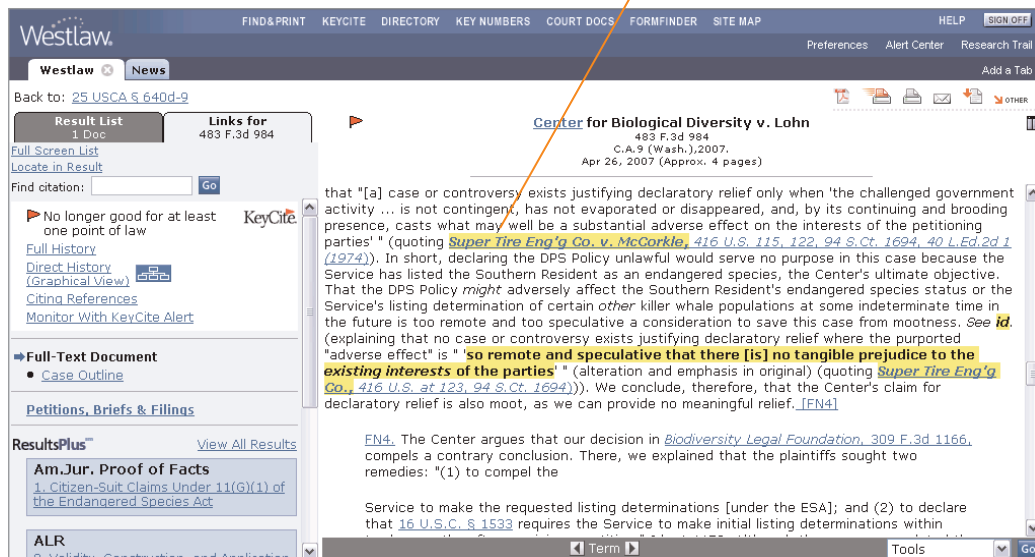 Westlaw.
FIND&PRINT KEYCITE DIRECTORY KEY NUMBERS COURT DOCS FORMFINDER SITE MAP
HELP SIGN OFF
Preferences Alert Center Research Trail
Westlaw News
Add a Tab
Back to: 25 USCA § 640d-9
OTHER
Result List
1 Doc
Links for
483 F.3d 984
Full Screen List
Locate in Result
Find citation: Go
No longer good for at least
one point of law
KeyCite.
Full History
Direct History
(Graphical View)
Citing References
Monitor With KeyCite Alert
Full-Text Document
• Case Outline
Petitions, Briefs & Filings
ResultsPlus™ View All Results
Am.Jur. Proof of Facts
1. Citizen-Suit Claims Under 11(G)(1) of
the Endangered Species Act
ALR
Center for Biological Diversity v. Lohn
483 F.3d 984
C.A.9 (Wash.),2007.
Apr 26, 2007 (Approx. 4 pages)
that "[a] case or controversy exists justifying declaratory relief only when 'the challenged government
activity ... is not contingent, has not evaporated or disappeared, and, by its continuing and brooding
presence, casts what may well be a substantial adverse effect on the interests of the petitioning
parties' " (quoting Super Tire Eng'g Co. v. McCorkle, 416 U.S. 115, 122, 94 S.Ct. 1694, 40 L.Ed.2d 1
(1974)). In short, declaring the DPS Policy unlawful would serve no purpose in this case because the
Service has listed the Southern Resident as an endangered species, the Center's ultimate objective.
That the DPS Policy might adversely affect the Southern Resident's endangered species status or the
Service's listing determination of certain other killer whale populations at some indeterminate time in
the future is too remote and too speculative a consideration to save this case from mootness. See id.
(explaining that no case or controversy exists justifying declaratory relief where the purported
"adverse effect" is " 'so remote and speculative that there [is] no tangible prejudice to the
existing interests of the parties' " (alteration and emphasis in original) (quoting Super Tire Eng'g
Co., 416 U.S. at 123, 94 S.Ct. 1694))). We conclude, therefore, that the Center's claim for
declaratory relief is also moot, as we can provide no meaningful relief. [FN4]
FN4. The Center argues that our decision in Biodiversity Legal Foundation, 309 F.3d 1166,
compels a contrary conclusion. There, we explained that the plaintiffs sought two
remedies: "(1) to compel the
Service to make the requested listing determinations [under the ESA]; and (2) to declare
that 16 U.S.C. § 1533 requires the Service to make initial listing determinations within
Term
Tools Go